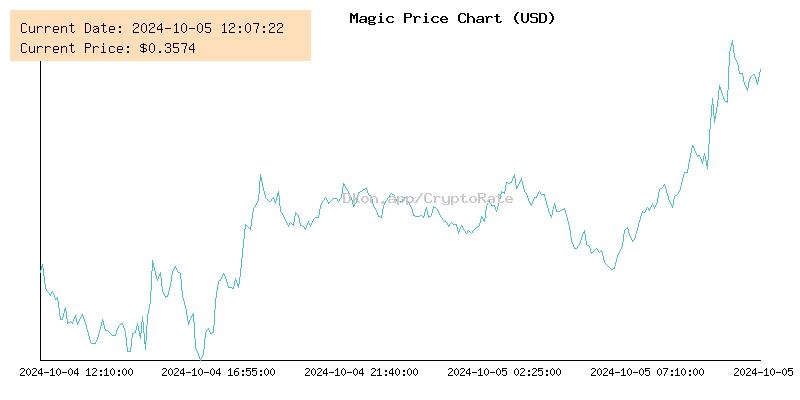 Magic Price Chart (USD)
Current Date: 2024-10-05 12:07:22
Current Price: $0.3574
Dkon.app/CryptoRate
2024-10-04 12:10:00 2024-10-04 16:55:00 2024-10-04 21:40:00 2024-10-05 02:25:00 2024-10-05 07:10:00 2024-10-05